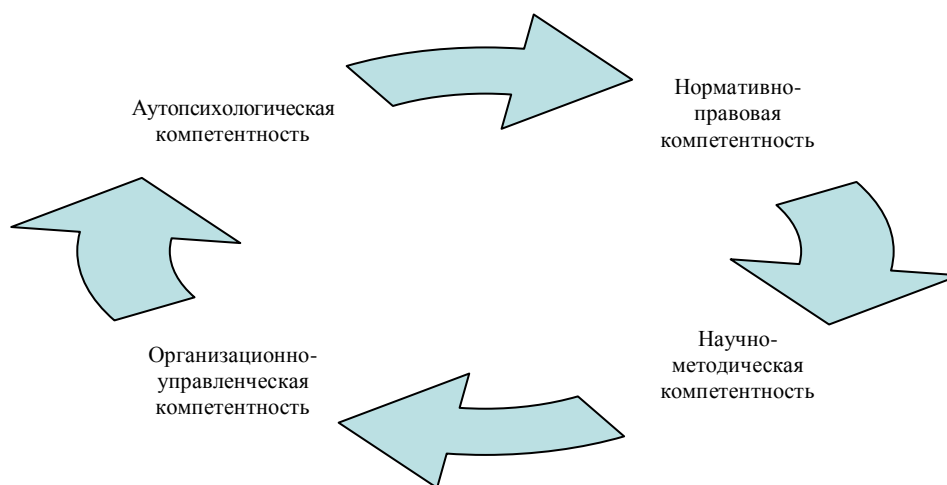 Аутопсихологическая
компетентность
Нормативно-
правовая
компетентность
Научно-
методическая
компетентность
Организационно-
управленческая
компетентность